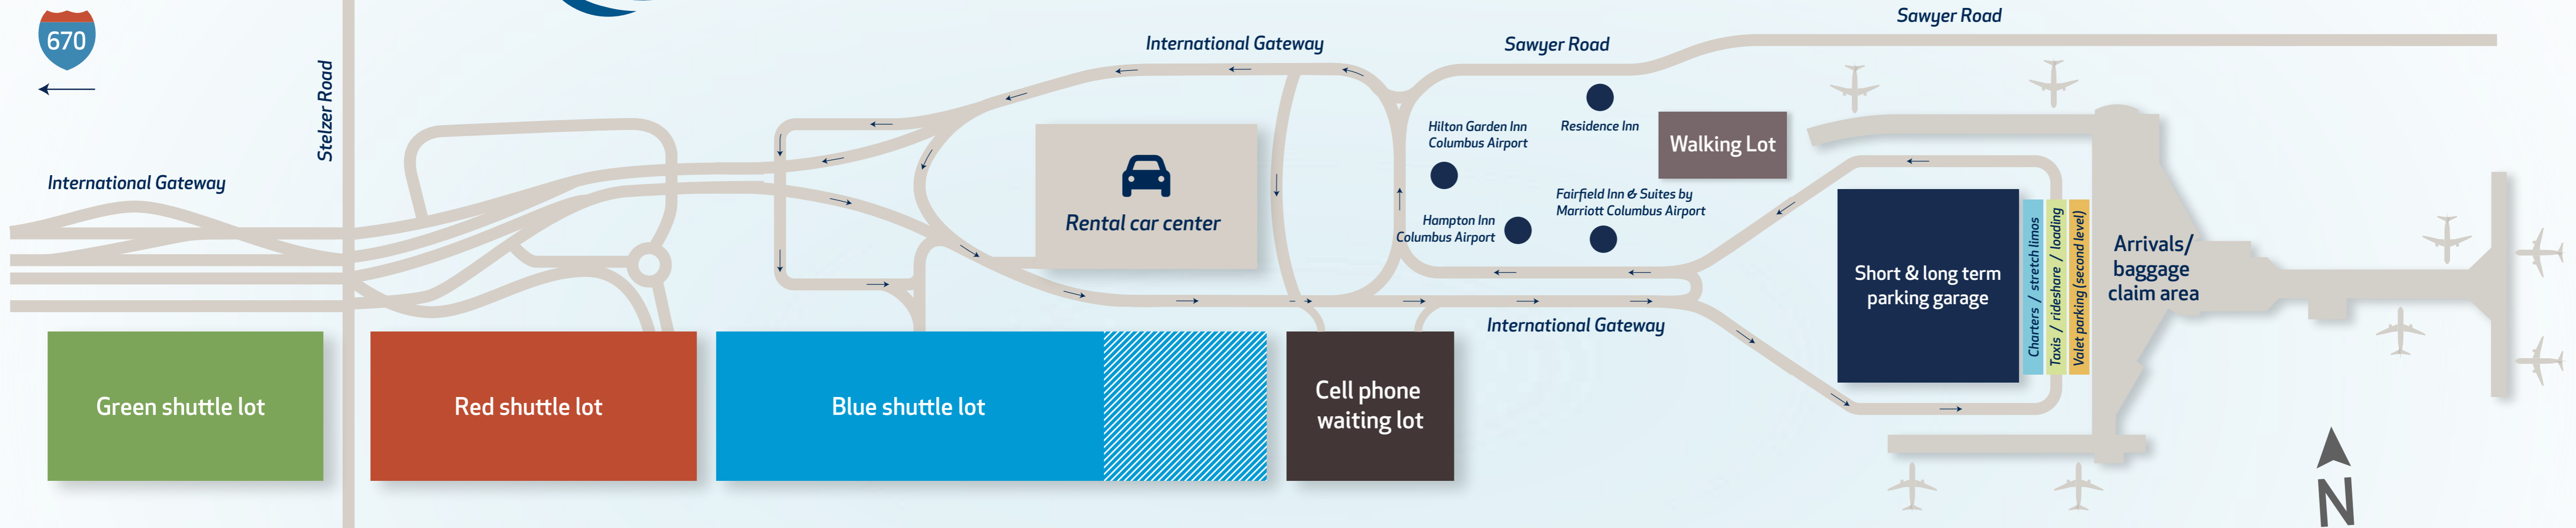 670
Stelzer Road
International Gateway
International Gateway
Sawyer Road
Sawyer Road
Rental car center
Hilton Garden Inn
Columbus Airport
Residence Inn
Walking Lot
Hampton Inn
Columbus Airport
Fairfield Inn & Suites by
Marriott Columbus Airport
International Gateway
Short & long term
parking garage
Charters / stretch limos
Taxis / rideshare / loading
Valet parking (second level)
Arrivals/
baggage
claim area
Green shuttle lot
Red shuttle lot
Blue shuttle lot
Cell phone
waiting lot
N